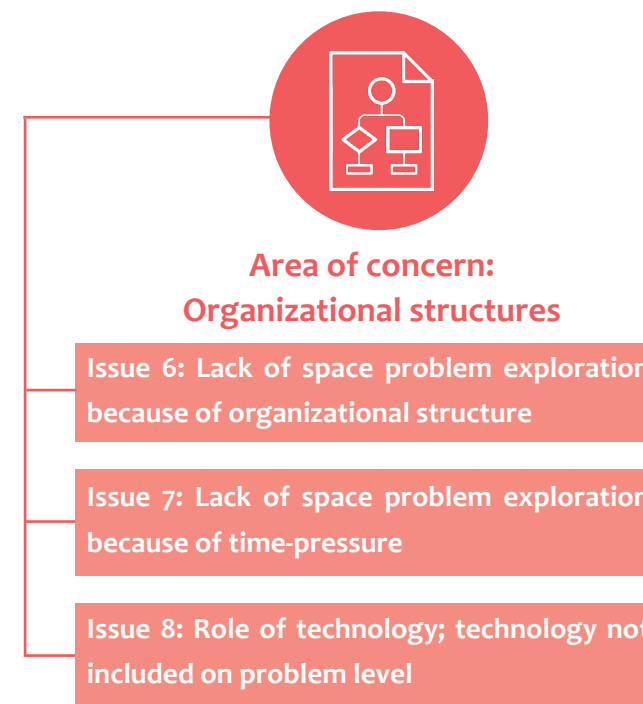 Area of concern:
Organizational structures
Issue 6: Lack of space problem exploration
because of organizational structure
Issue 7: Lack of space problem exploration
because of time-pressure
Issue 8: Role of technology; technology not
included on problem level